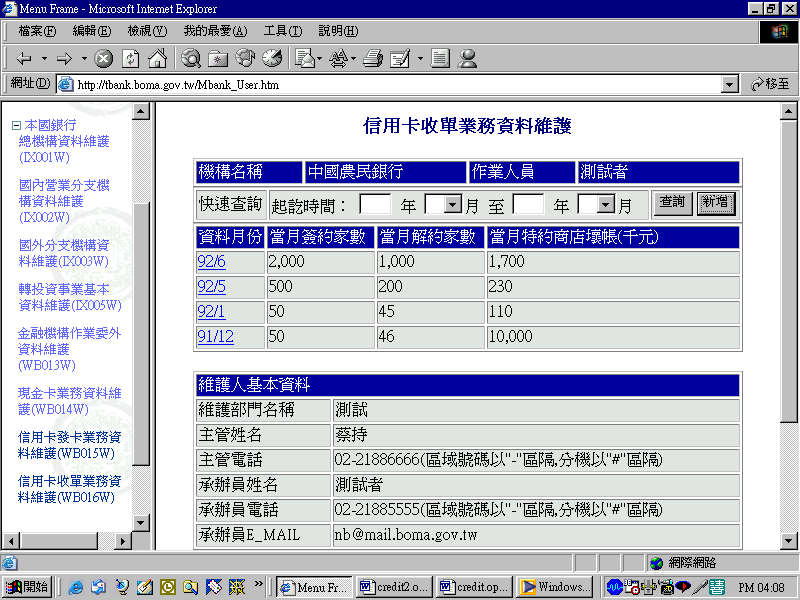 Menu Frame - Microsoft Internet Explorer
檔案(F) 編輯(E) 檢視(V) 我的最愛(A) 工具(T) 說明(H)
網址(D) http://tbank.boma.gov.tw/Mbank_User.htm 移至
本國銀行
總機構資料維護
(IX001W)
國內營業分支機
構資料維護
(IX002W)
國外分支機構資
料維護(IX003W)
轉投資事業基本
資料維護(IX005W)
金融機構作業委外
資料維護
(WB013W)
現金卡業務資料維
護(WB014W)
信用卡發卡業務資
料維護(WB015W)
信用卡收單業務資
料維護(WB016W)
信用卡收單業務資料維護
機構名稱 中國農民銀行 作業人員 測試者
快速查詢 起訖時間: 年 月 至 年 月 查詢 新增
資料月份 當月簽約家數 當月解約家數 當月特約商店壞帳(千元)
92/6 2,000 1,000 1,700
92/5 500 200 230
92/1 50 45 110
91/12 50 46 10,000
維護人基本資料
維護部門名稱 測試
主管姓名 蔡持
主管電話 02-21886666(區域號碼以"-"區隔,分機以"#"區隔)
承辦員姓名 測試者
承辦員電話 02-21885555(區域號碼以"-"區隔,分機以"#"區隔)
承辦員E_MAIL nb@mail.boma.gov.tw
網際網路
開始 Menu Fr... credit2.o... credit.op... Windows... PM 04:08